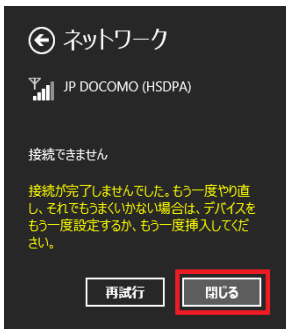 ネットワーク
JP DOCOMO (HSDPA)
接続できません
接続が完了しませんでした。もう一度やり直
し、それでもうまくいかない場合は、デバイスを
もう一度設定するか、もう一度挿入してくだ
さい。
再試行 閉じる